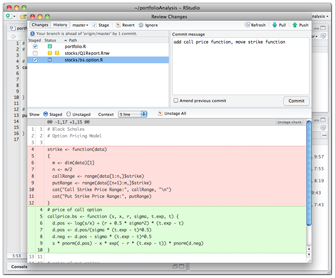 ~/portfolioAnalysis - RStudio
Review Changes
Changes History master Stage Revert Ignore Refresh Pull Push
Your branch is ahead of 'origin/master' by 1 commit.
Staged Status Path
portfolio.R
stocks/Q1Report.Rnw
stocks/bs.option.R
Commit message
add call price function, move strike function
Amend previous commit
Commit
Show Staged Unstaged Context 5 line Unstage All
@@ -1,17 +1,15 @@
Unstage chunk
1 1 # Black Scholes
2 2 # Option Pricing Model
3 3
4 strike <- function(data)
5 {
6 m <- dim(data)[1]
7 n <- m/2
8 callRange <- range(data[1:n,]$strike)
9 putRange <- range(data[(n+1):m,]$strike)
10 cat("Call Strike Price Range:", callRange, "\n")
11 cat("Put Strike Price Range:", putRange)
12 }
4 # price of call option
5 callprice.bs <- function (s, x, r, sigma, t.exp, t) {
6 d.pos <- log(s/x) + (r + 0.5 * sigma^2) * (t.exp - t)
7 d.pos <- d.pos/(sigma * (t.exp - t)^0.5)
8 d.neg <- d.pos - sigma * (t.exp - t)^0.5
9 s * pnorm(d.pos) - x * exp( - r * (t.exp - t)) * pnorm(d.neg)
10 }
Console